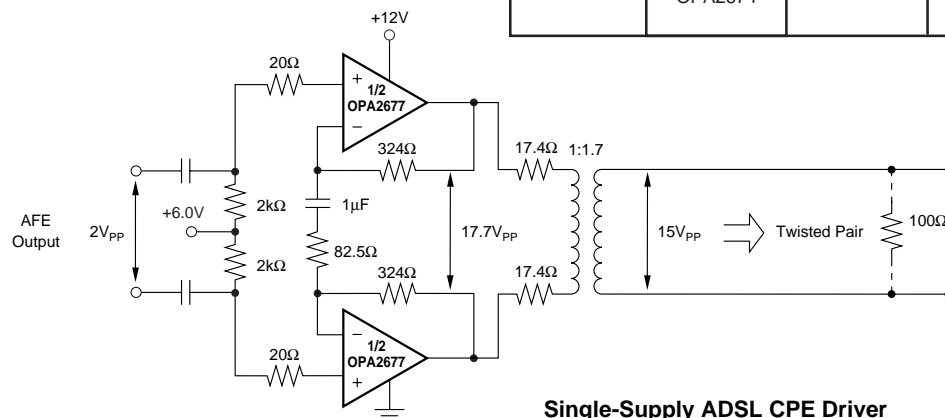 OPA2674
+12V
20Ω
+
1/2
OPA2677
−
324Ω
17.4Ω
1:1.7
AFE
Output
2VPP
+6.0V
2kΩ
2kΩ
1μF
82.5Ω
17.7VPP
15VPP
Twisted Pair
100Ω
324Ω
17.4Ω
−
1/2
OPA2677
+
20Ω
Single-Supply ADSL CPE Driver